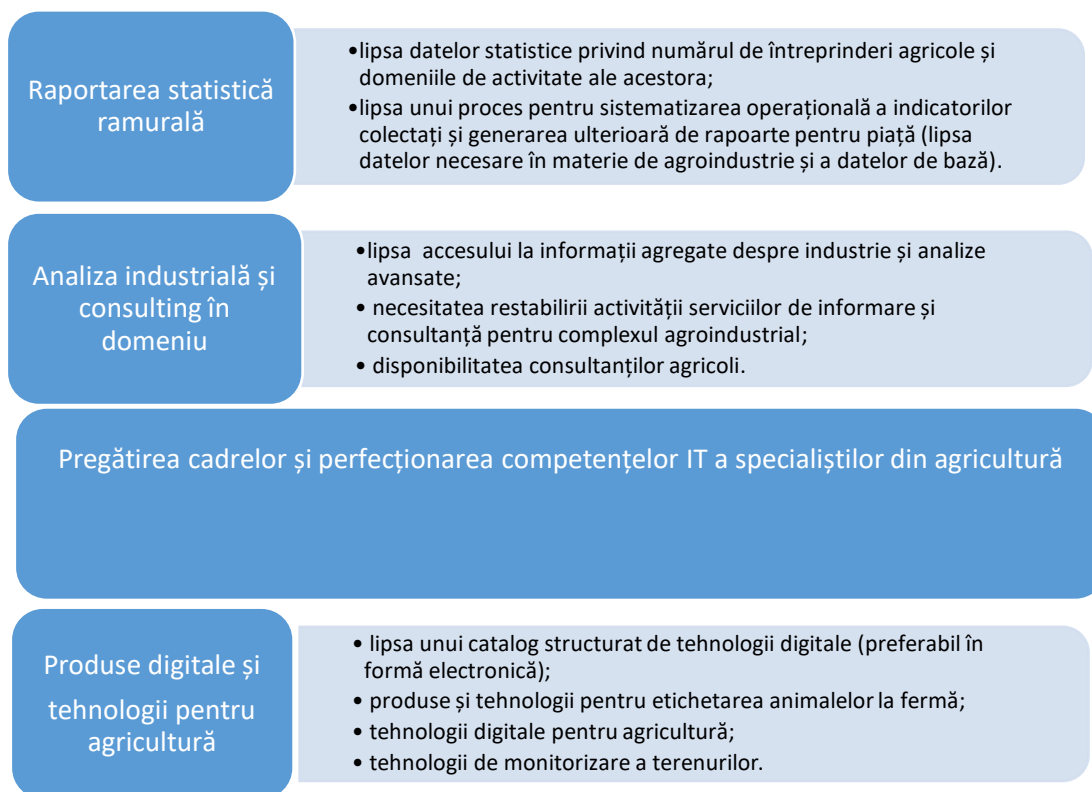 Raportarea statistică
ramurală
•lipsa datelor statistice privind numărul de întreprinderi agricole și
domeniile de activitate ale acestora;
•lipsa unui proces pentru sistematizarea operațională a indicatorilor
colectați și generarea ulterioară de rapoarte pentru piață (lipsa
datelor necesare în materie de agroindustrie și a datelor de bază).
Analiza industrială și
consulting în
domeniu
•lipsa accesului la informații agregate despre industrie și analize
avansate;
• necesitatea restabilirii activității serviciilor de informare și
consultanță pentru complexul agroindustrial;
• disponibilitatea consultanților agricoli.
Pregătirea cadrelor și perfecționarea competențelor IT a specialiștilor din agricultură
Produse digitale și
tehnologii pentru
agricultură
• lipsa unui catalog structurat de tehnologii digitale (preferabil în
formă electronică);
• produse și tehnologii pentru etichetarea animalelor la fermă;
• tehnologii digitale pentru agricultură;
• tehnologii de monitorizare a terenurilor.